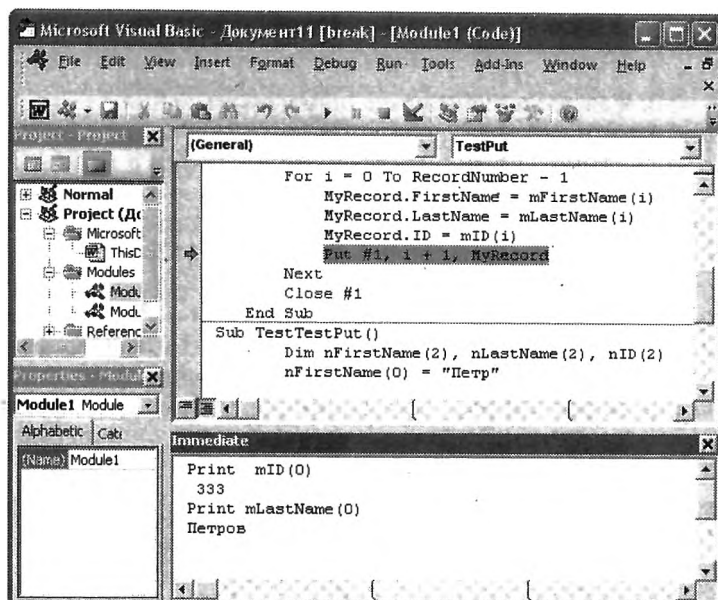 Microsoft Visual Basic - Документ11 [break] - [Module1 (Code)]
File Edit View Insert Format Debug Run Tools Add-Ins Window Help
Project - Project
(General) TestPut
Normal
Project (До
Microsoft
ThisD
Modules
Modu
Modu
Referenc
For i = 0 To RecordNumber - 1
MyRecord.FirstName = mFirstName(i)
MyRecord.LastName = mLastName(i)
MyRecord.ID = mID(i)
Put #1, i + 1, MyRecord
Next
Close #1
End Sub
Sub TestTestPut()
Dim nFirstName(2), nLastName(2), nID(2)
nFirstName(0) = "Петр"
Properties - Modul
Module1 Module
Alphabetic Cate
(Name) Module1
Immediate
Print mID(0)
333
Print mLastName(0)
Петров